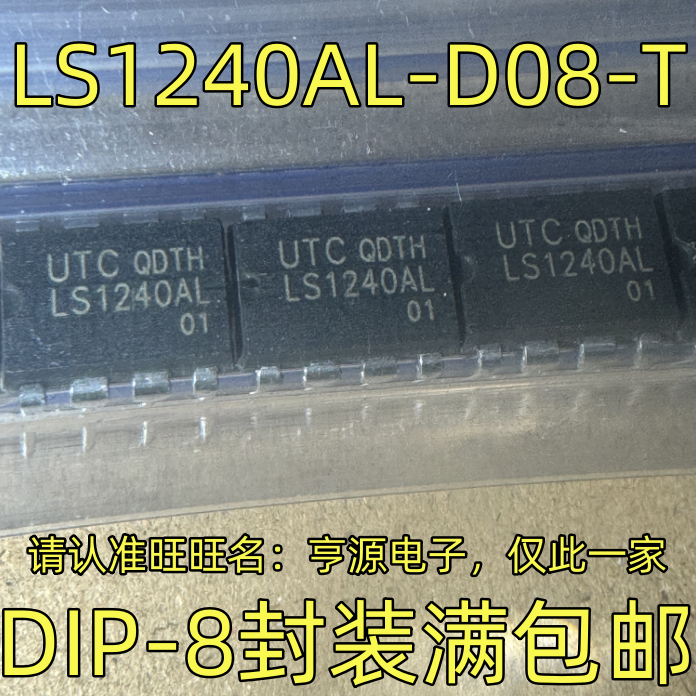 LS1240AL-D08-T
UTC QDTH
LS1240AL
01
UTC QDTH
LS1240AL
01
UTC QDTH
LS1240AL
01
请认准旺旺名：亨源电子，仅此一家
DIP-8封装满包邮